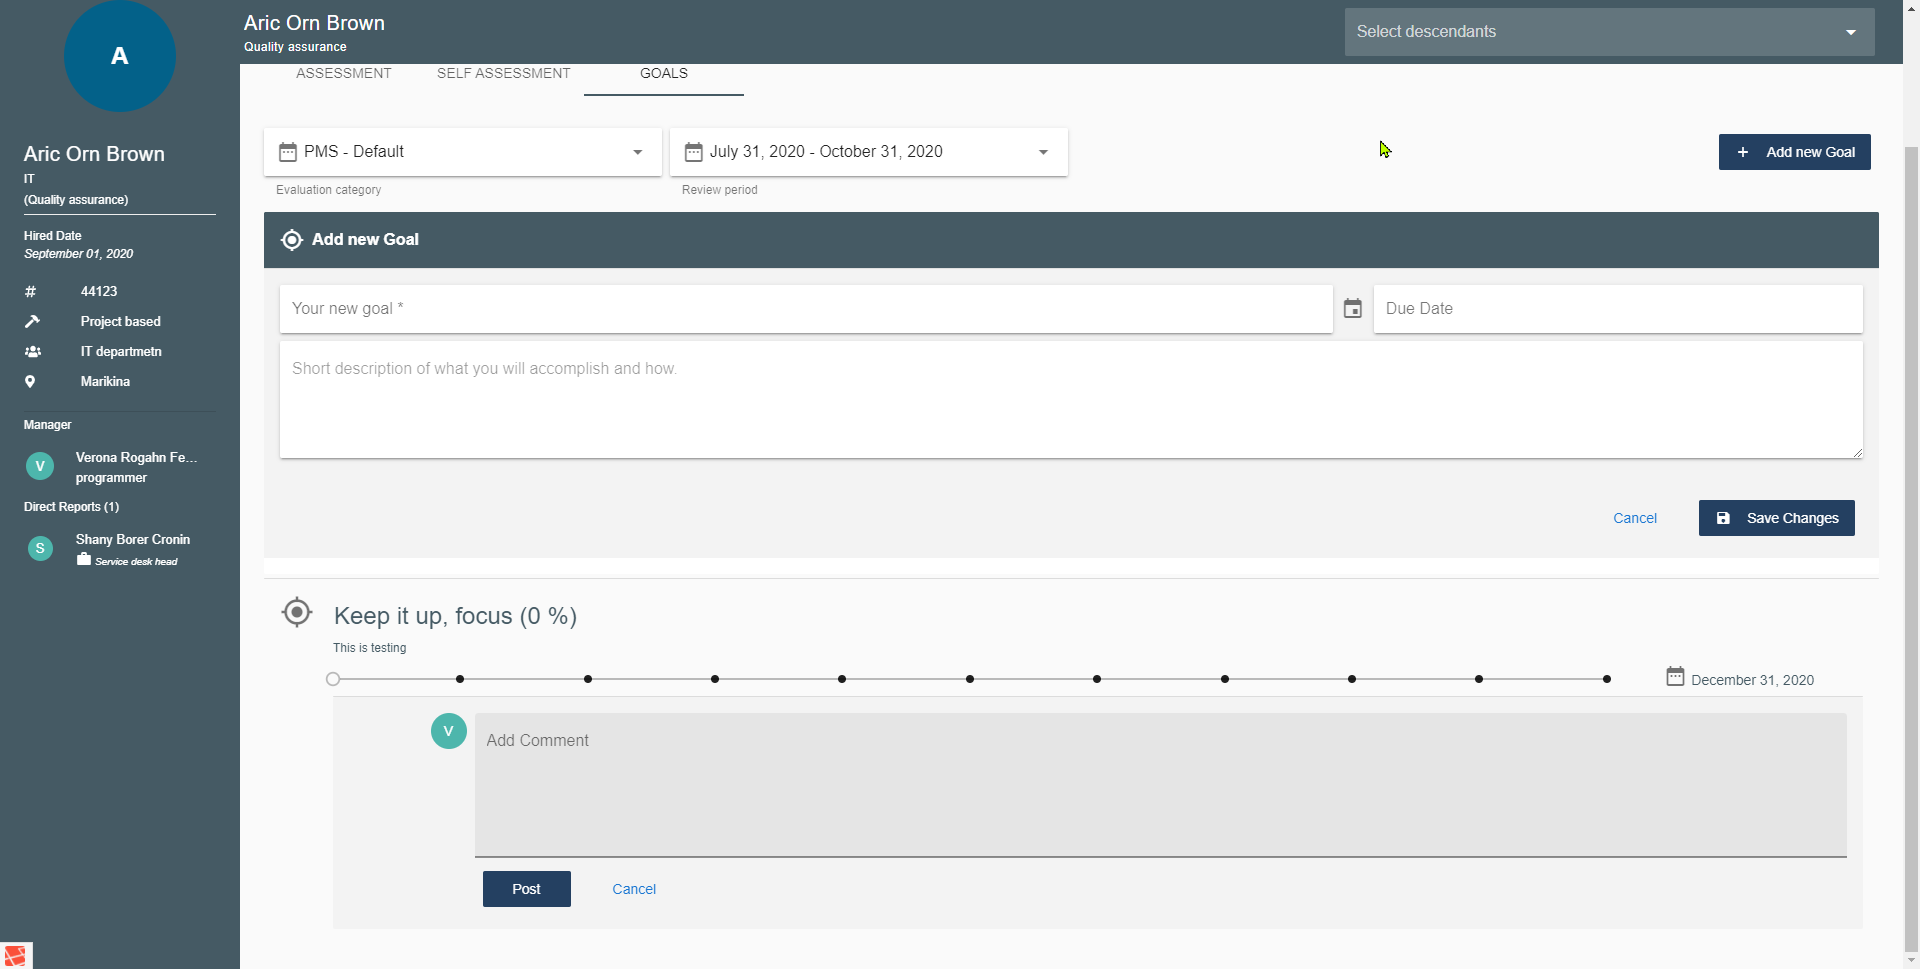 A
Aric Orn Brown
IT
(Quality assurance)
Hired Date
September 01, 2020
# 44123
Project based
IT departmetn
Marikina
Manager
V
Verona Rogahn Fe...
programmer
Direct Reports (1)
S
Shany Borer Cronin
Service desk head
Aric Orn Brown
Quality assurance
Select descendants
ASSESSMENT SELF ASSESSMENT GOALS
PMS - Default
Evaluation category
July 31, 2020 - October 31, 2020
Review period
+ Add new Goal
Add new Goal
Your new goal *
Due Date
Short description of what you will accomplish and how.
Cancel
Save Changes
Keep it up, focus (0 %)
This is testing
December 31, 2020
V
Add Comment
Post
Cancel